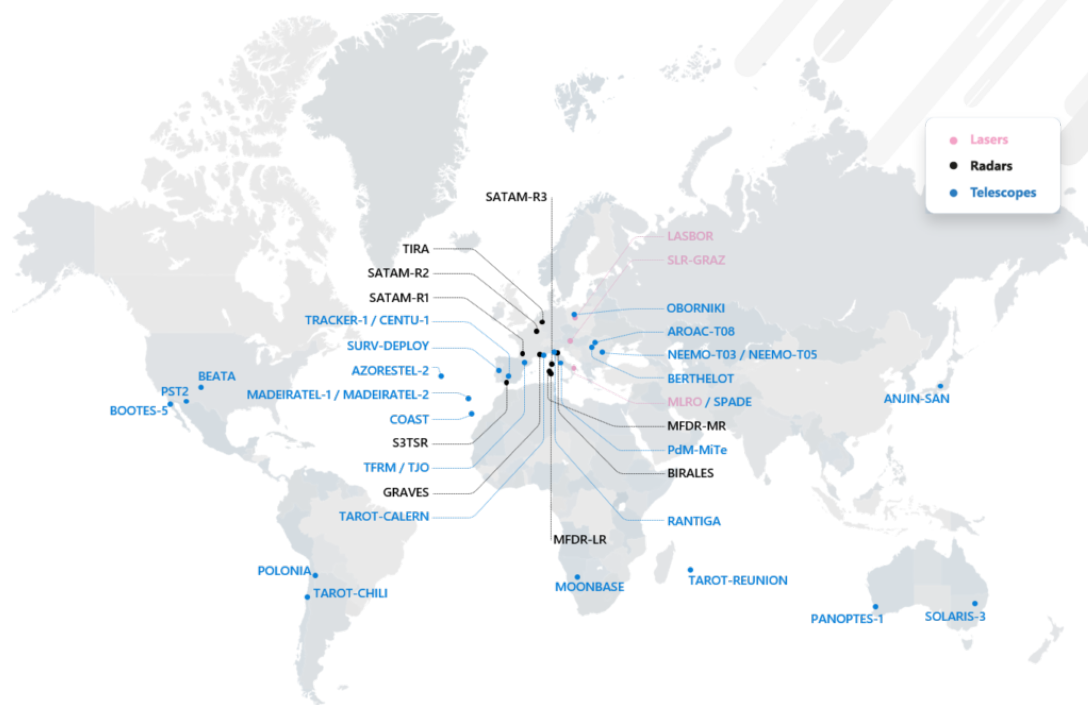 Lasers
Radars
Telescopes
SATAM-R3
LASBOR
TIRA
SLR-GRAZ
SATAM-R2
SATAM-R1
OBORNIKI
TRACKER-1 / CENTU-1
AROAC-T08
SURV-DEPLOY
NEEMO-T03 / NEEMO-T05
AZORESTEL-2
BERTHELOT
BEATA
PST2
MADEIRATEL-1 / MADEIRATEL-2
MLRO / SPADE
ANJIN-SAN
BOOTES-5
COAST
MFDR-MR
S3TSR
PdM-MiTe
TFRM / TJO
BIRALES
GRAVES
TAROT-CALERN
RANTIGA
MFDR-LR
POLONIA
TAROT-CHILI
MOONBASE
TAROT-REUNION
PANOPTES-1
SOLARIS-3